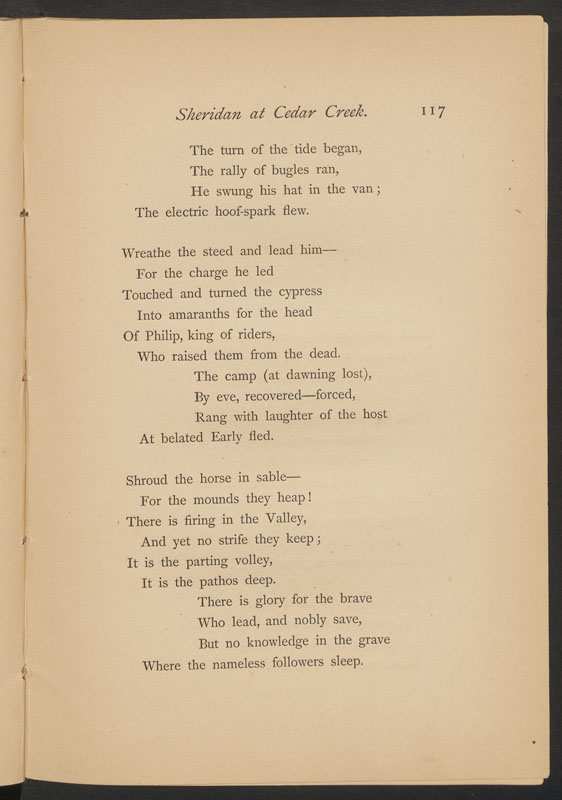 Sheridan at Cedar Creek. 117
The turn of the tide began,
The rally of bugles ran,
He swung his hat in the van;
The electric hoof-spark flew.
Wreathe the steed and lead him—
For the charge he led
Touched and turned the cypress
Into amaranths for the head
Of Philip, king of riders,
Who raised them from the dead.
The camp (at dawning lost),
By eve, recovered—forced,
Rang with laughter of the host
At belated Early fled.
Shroud the horse in sable—
For the mounds they heap!
There is firing in the Valley,
And yet no strife they keep;
It is the parting volley,
It is the pathos deep.
There is glory for the brave
Who lead, and nobly save,
But no knowledge in the grave
Where the nameless followers sleep.